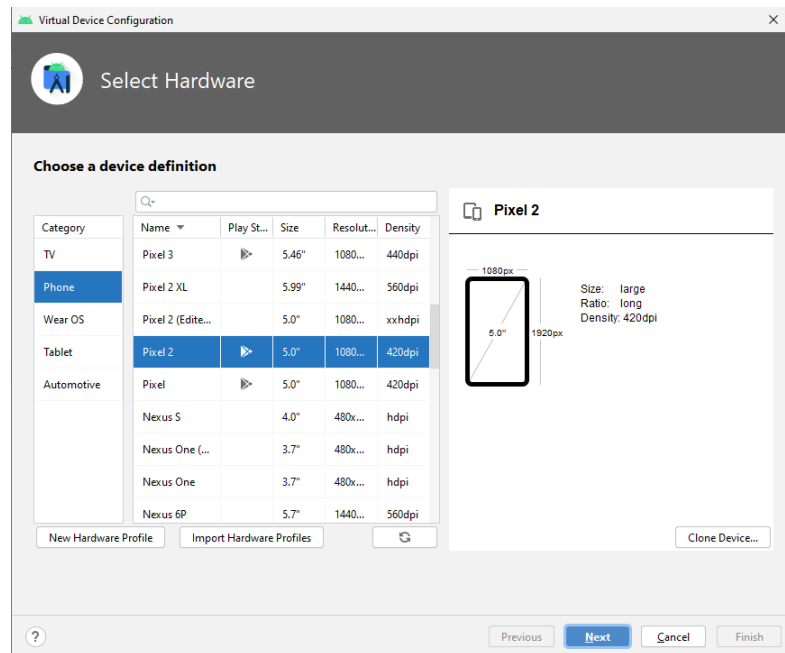 Virtual Device Configuration
Select Hardware
Choose a device definition
Category
TV
Phone
Wear OS
Tablet
Automotive
Name Play St... Size Resolut... Density
Pixel 3 5.46" 1080... 440dpi
Pixel 2 XL 5.99" 1440... 560dpi
Pixel 2 (Edite... 5.0" 1080... xxhdpi
Pixel 2 5.0" 1080... 420dpi
Pixel 5.0" 1080... 420dpi
Nexus S 4.0" 480x... hdpi
Nexus One (... 3.7" 480x... hdpi
Nexus One 3.7" 480x... hdpi
Nexus 6P 5.7" 1440... 560dpi
New Hardware Profile Import Hardware Profiles
Pixel 2
1080px
5.0" 1920px
Size: large
Ratio: long
Density: 420dpi
Clone Device...
? Previous Next Cancel Finish